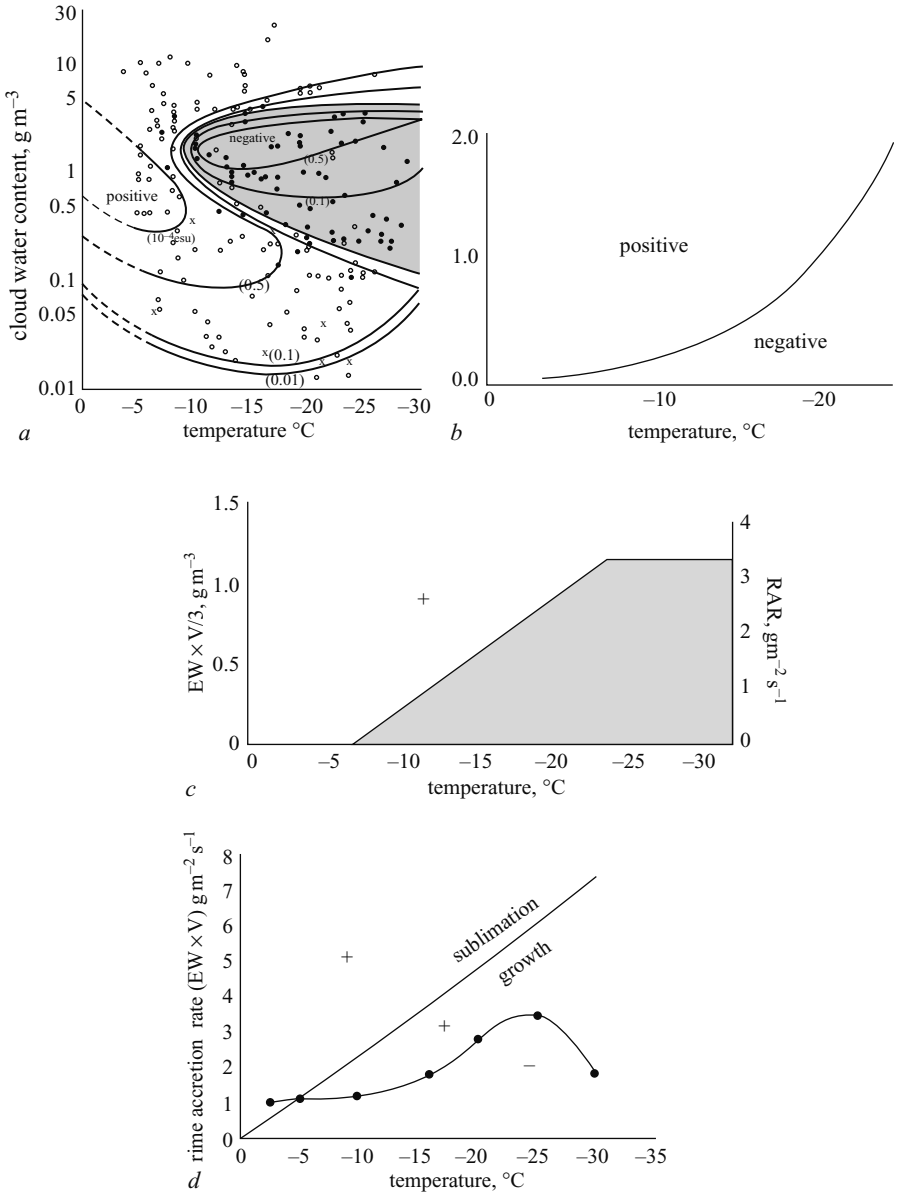 30
10
5
1
0.5
0.1
0.05
0.01
cloud water content, g m⁻³
negative
(0.5)
(0.1)
positive
(10⁻⁴esu)
(0.5)
x(0.1)
(0.01)
0 –5 –10 –15 –20 –25 –30
temperature °C
a
2.0
1.0
0.0
positive
negative
0 –10 –20
temperature, °C
b
1.5
1.0
0.5
0
EW × V/3, g m⁻³
+
4
3
2
1
0
RAR, gm⁻² s⁻¹
0 –5 –10 –15 –20 –25 –30
temperature, °C
c
8
7
6
5
4
3
2
1
0
rime accretion rate (EW × V) g m⁻² s⁻¹
sublimation
growth
+
+
–
0 –5 –10 –15 –20 –25 –30 –35
temperature, °C
d